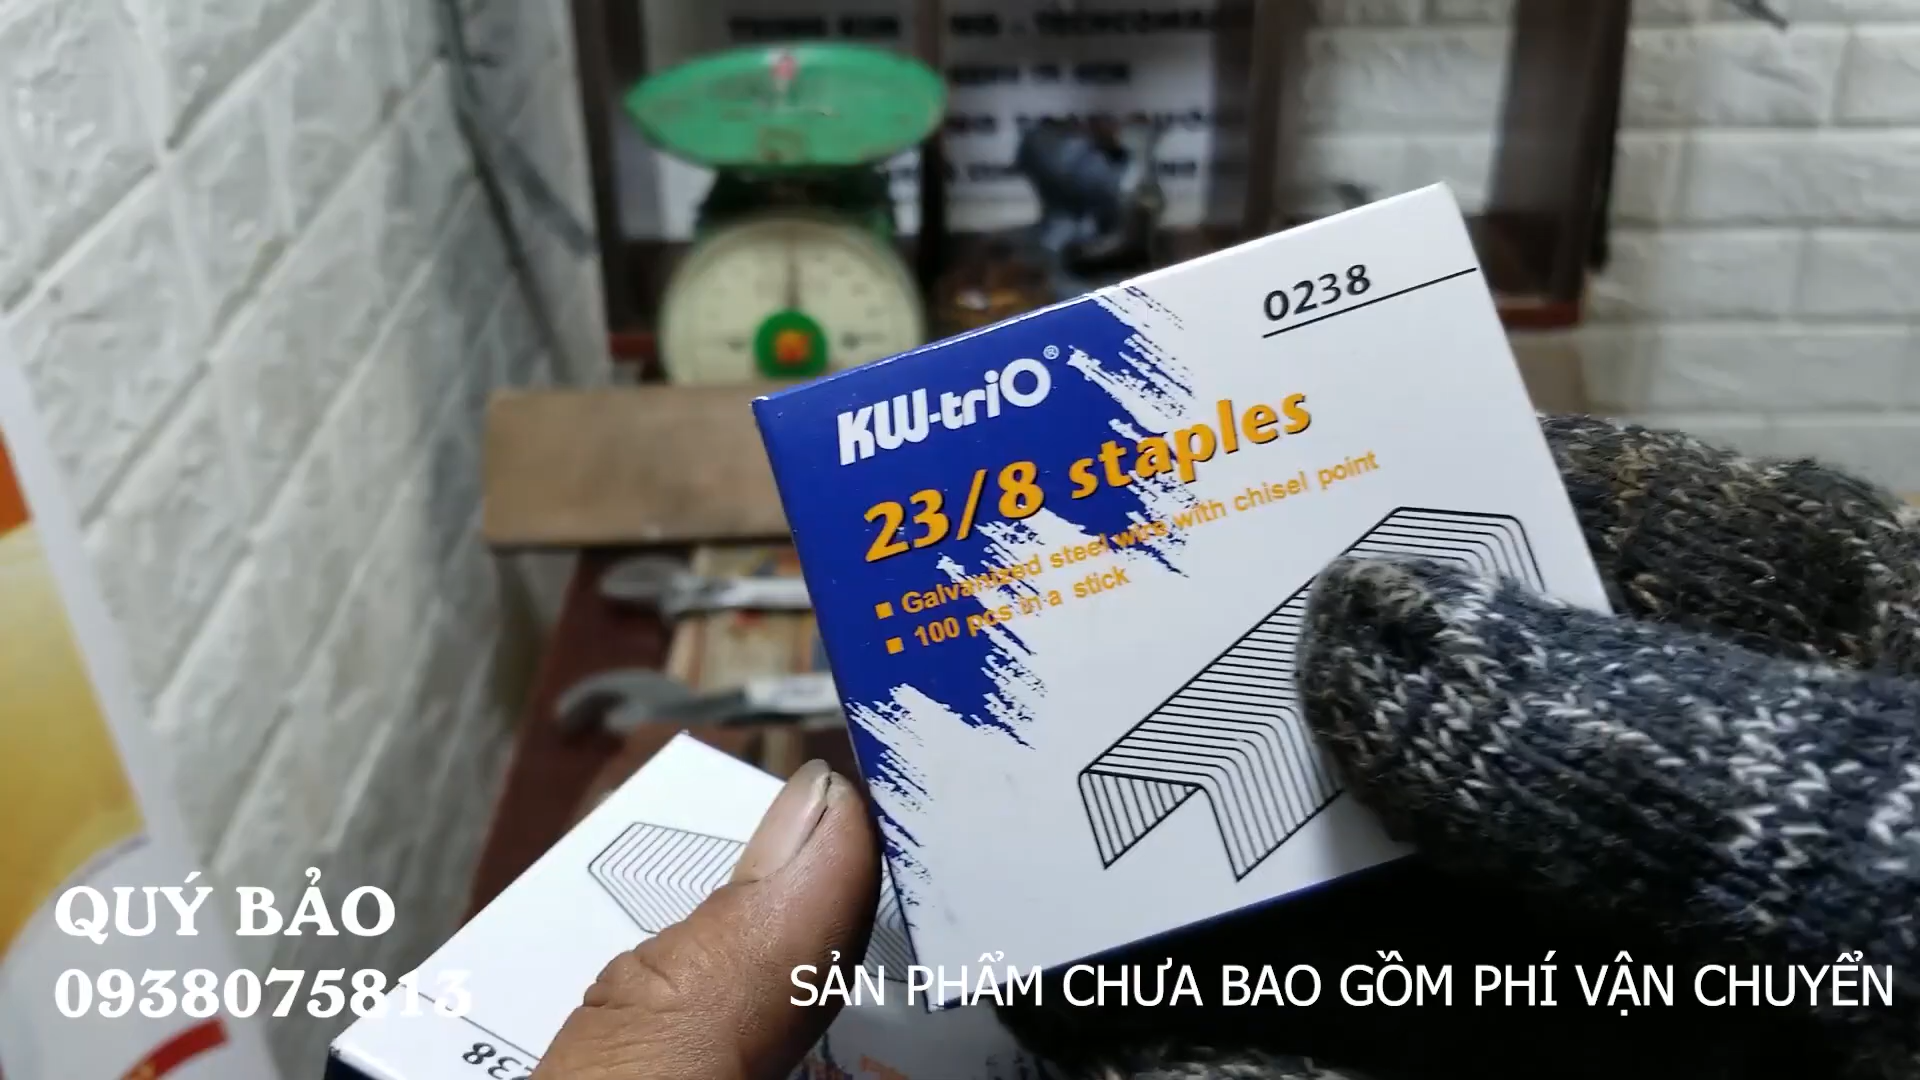 0238
KW-triO®
23/8 staples
Galvanized steel wire with chisel point
100 pcs in a stick
QUÝ BẢO
0938075813
SẢN PHẨM CHƯA BAO GỒM PHÍ VẬN CHUYỂN